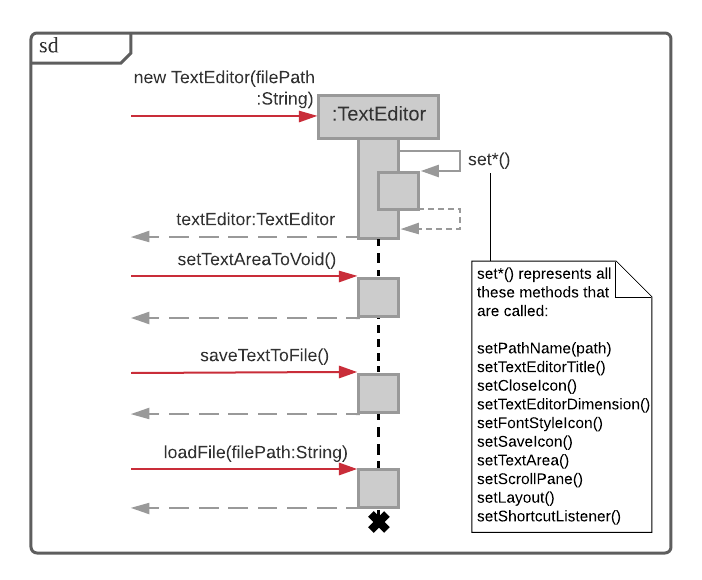 sd
new TextEditor(filePath
:String)
:TextEditor
set*()
textEditor:TextEditor
setTextAreaToVoid()
set*() represents all
these methods that
are called:
saveTextToFile()
setPathName(path)
setTextEditorTitle()
setCloseIcon()
setTextEditorDimension()
setFontStyleIcon()
setSaveIcon()
loadFile(filePath:String)
setTextArea()
setScrollPane()
setLayout()
setShortcutListener()